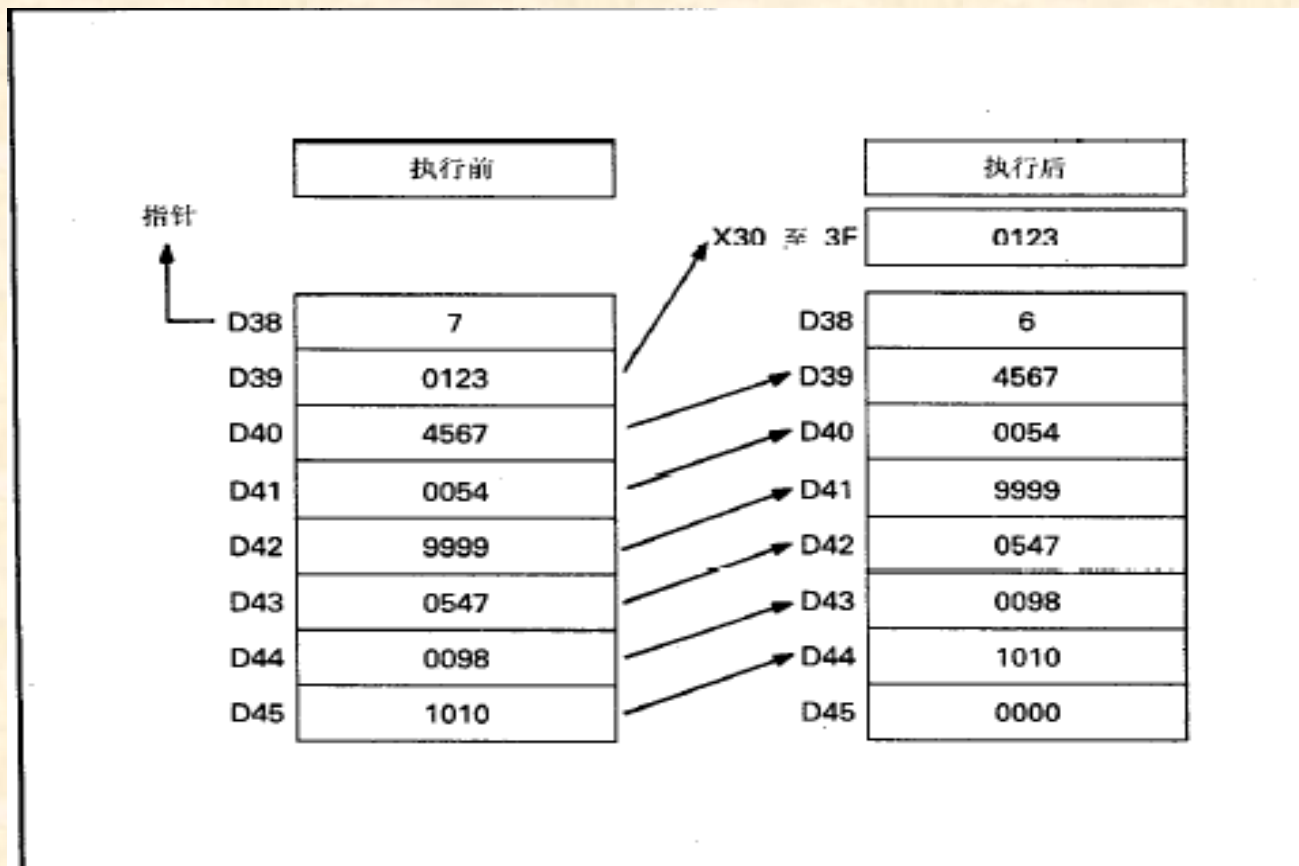 执行前 执行后
指针
X30 至 3F 0123
D38 7 D38 6
D39 0123 D39 4567
D40 4567 D40 0054
D41 0054 D41 9999
D42 9999 D42 0547
D43 0547 D43 0098
D44 0098 D44 1010
D45 1010 D45 0000